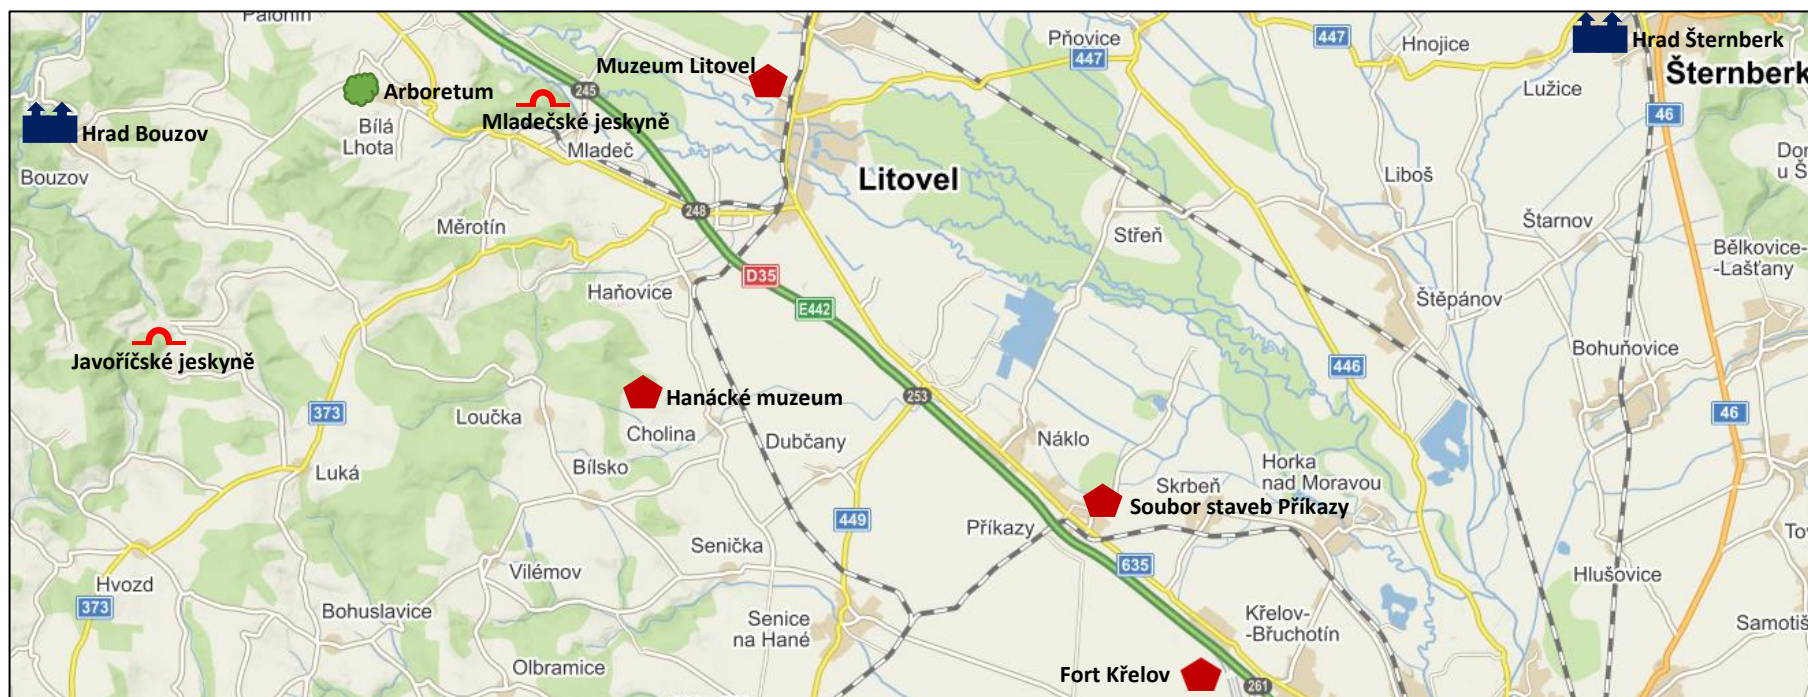 Palonín
Pňovice
447
447
Hnojice
Hrad Šternberk
Muzeum Litovel
Šternberk
245
Arboretum
Lužice
46
Mladečské jeskyně
Hrad Bouzov
Bílá
Lhota
Mladeč
Bouzov
Litovel
Liboš
248
Měrotín
Střeň
Štarnov
Bělkovice-
-Lašťany
D35
Haňovice
E442
Štěpánov
Javoříčské jeskyně
Bohuňovice
446
Hanácké muzeum
253
373
Loučka
46
Cholina
Dubčany
Náklo
Luká
Bílsko
Horka
nad Moravou
Skrbeň
Soubor staveb Příkazy
449
Příkazy
Senička
635
Vilémov
Hvozd
Hlušovice
373
Bohuslavice
Senice
na Hané
Křelov-
-Břuchotín
Samotiš
Olbramice
Fort Křelov
261